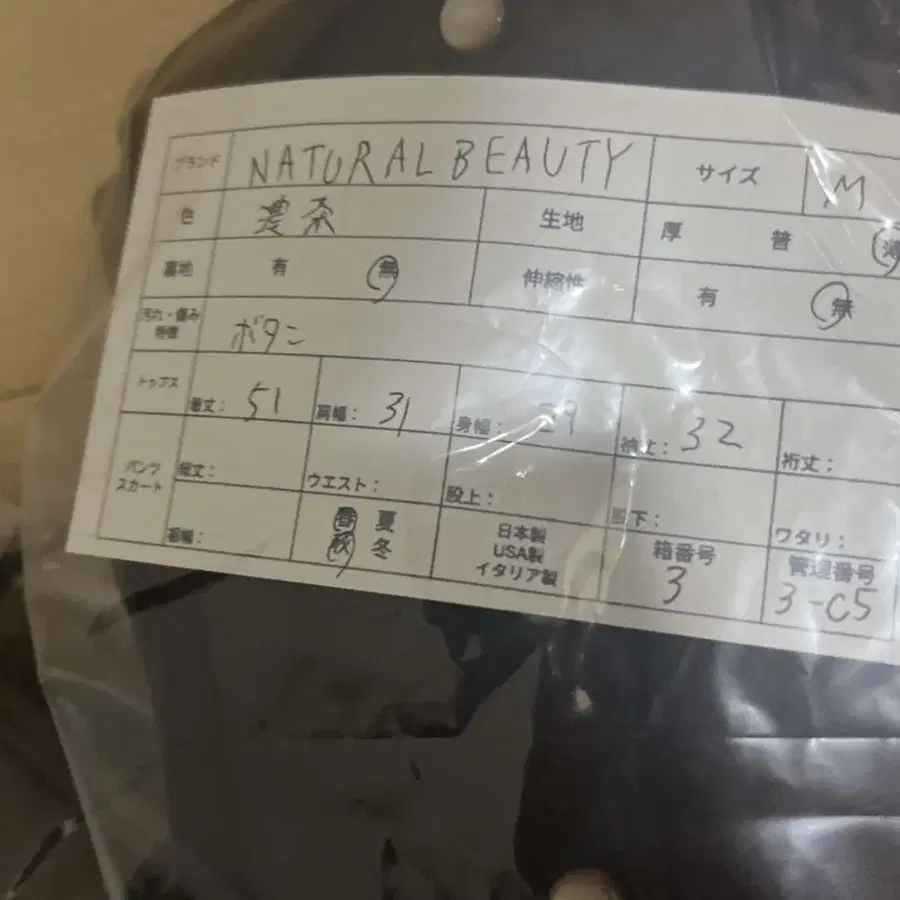 ブランド NATURAL BEAUTY サイズ M
色 濃茶 生地 厚 普 薄
裏地 有 無 伸縮性 有 無
汚れ・傷み
特徴 ボタン
トップス 着丈： 51 肩幅： 31 身幅： 39 袖丈： 32 裄丈：
パンツ
スカート 総丈： ウエスト： 股上： 股下： ワタリ：
裾幅： 春 夏
秋 冬
日本製
USA製
イタリア製
箱番号
3
管理番号
3-C5